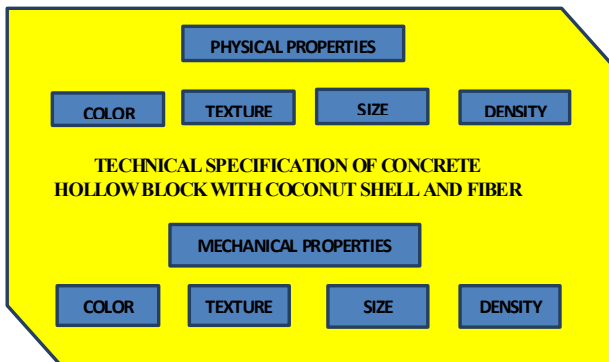 PHYSICAL PROPERTIES
COLOR TEXTURE SIZE DENSITY
TECHNICAL SPECIFICATION OF CONCRETE
HOLLOW BLOCK WITH COCONUT SHELL AND FIBER
MECHANICAL PROPERTIES
COLOR TEXTURE SIZE DENSITY